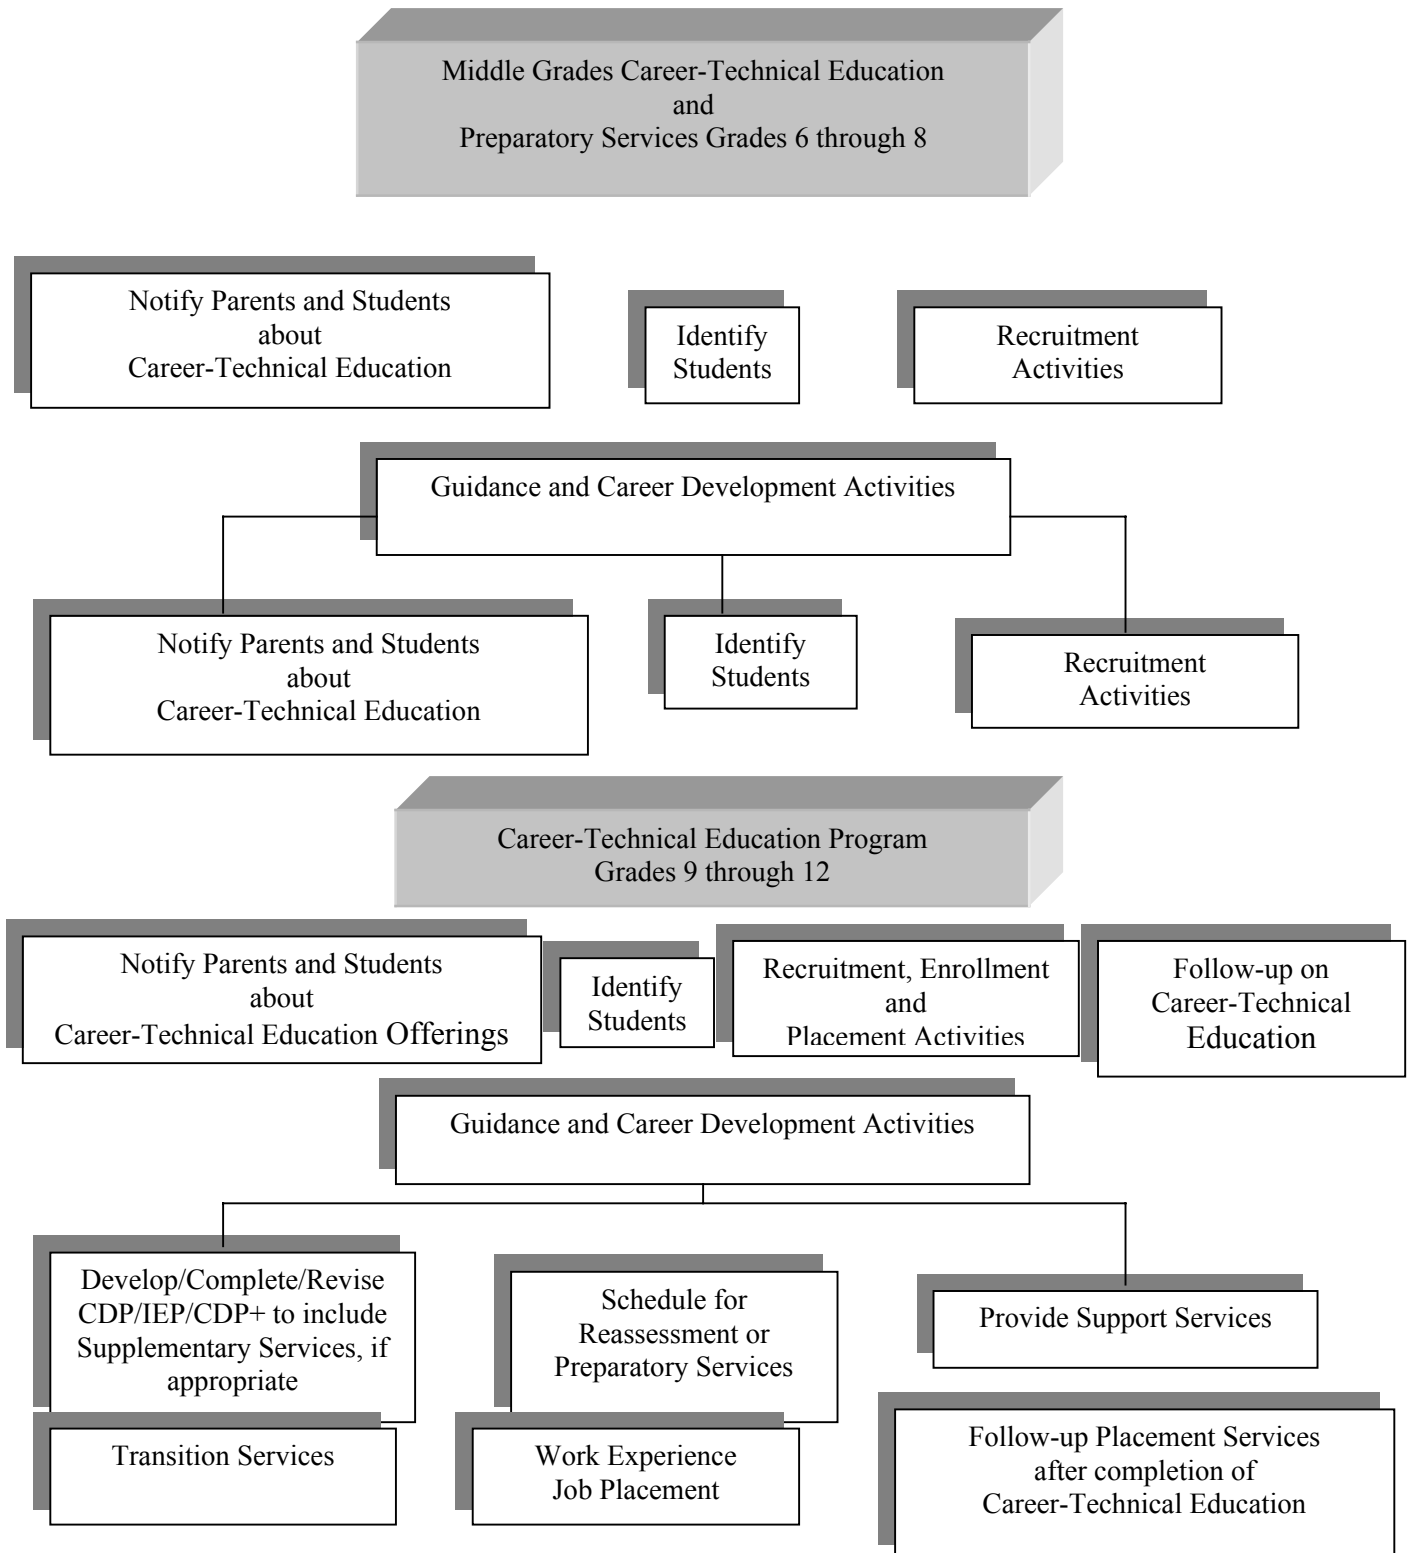 Middle Grades Career-Technical Education
and
Preparatory Services Grades 6 through 8
Notify Parents and Students
about
Career-Technical Education
Identify
Students
Recruitment
Activities
Guidance and Career Development Activities
Notify Parents and Students
about
Career-Technical Education
Identify
Students
Recruitment
Activities
Career-Technical Education Program
Grades 9 through 12
Notify Parents and Students
about
Career-Technical Education Offerings
Identify
Students
Recruitment, Enrollment
and
Placement Activities
Follow-up on
Career-Technical
Education
Guidance and Career Development Activities
Develop/Complete/Revise
CDP/IEP/CDP+ to include
Supplementary Services, if
appropriate
Schedule for
Reassessment or
Preparatory Services
Provide Support Services
Transition Services
Work Experience
Job Placement
Follow-up Placement Services
after completion of
Career-Technical Education